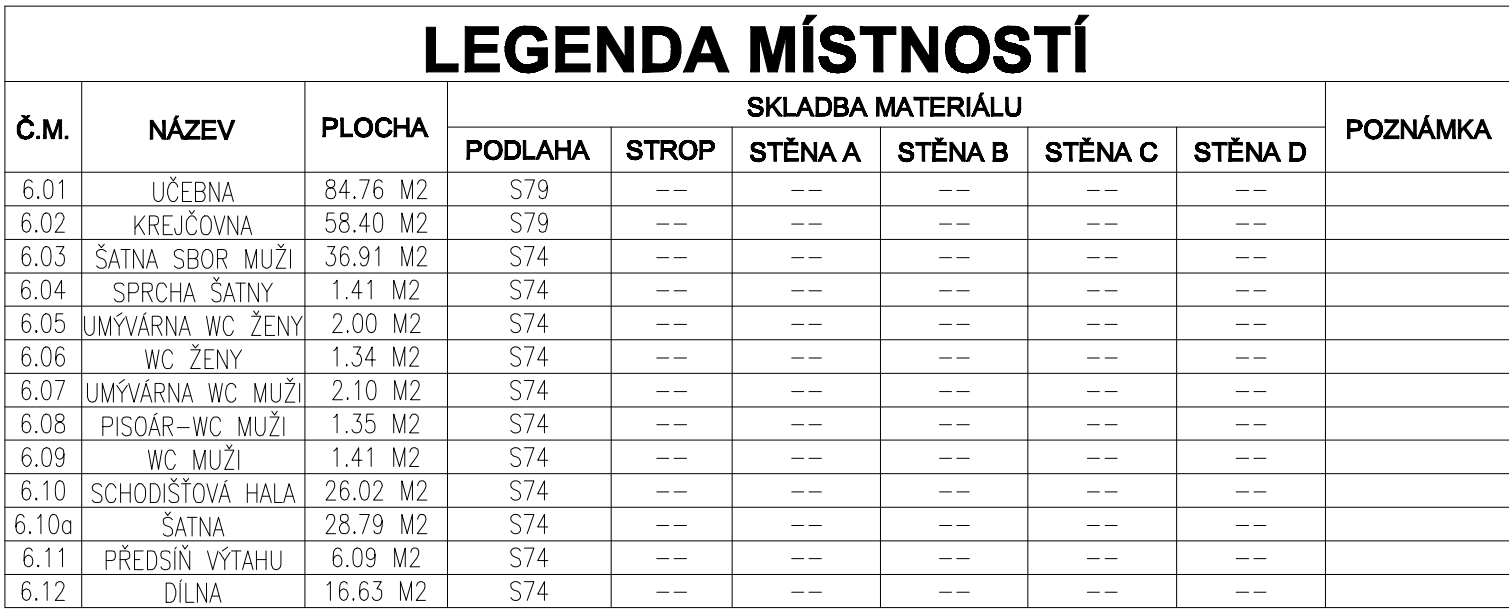 LEGENDA MÍSTNOSTÍ
Č.M. NÁZEV PLOCHA SKLADBA MATERIÁLU POZNÁMKA
PODLAHA STROP STĚNA A STĚNA B STĚNA C STĚNA D
6.01 UČEBNA 84.76 M2 S79 -- -- -- -- --
6.02 KREJČOVNA 58.40 M2 S79 -- -- -- -- --
6.03 ŠATNA SBOR MUŽI 36.91 M2 S74 -- -- -- -- --
6.04 SPRCHA ŠATNY 1.41 M2 S74 -- -- -- -- --
6.05 UMÝVÁRNA WC ŽENY 2.00 M2 S74 -- -- -- -- --
6.06 WC ŽENY 1.34 M2 S74 -- -- -- -- --
6.07 UMÝVÁRNA WC MUŽI 2.10 M2 S74 -- -- -- -- --
6.08 PISOÁR-WC MUŽI 1.35 M2 S74 -- -- -- -- --
6.09 WC MUŽI 1.41 M2 S74 -- -- -- -- --
6.10 SCHODIŠŤOVÁ HALA 26.02 M2 S74 -- -- -- -- --
6.10a ŠATNA 28.79 M2 S74 -- -- -- -- --
6.11 PŘEDSÍŇ VÝTAHU 6.09 M2 S74 -- -- -- -- --
6.12 DÍLNA 16.63 M2 S74 -- -- -- -- --